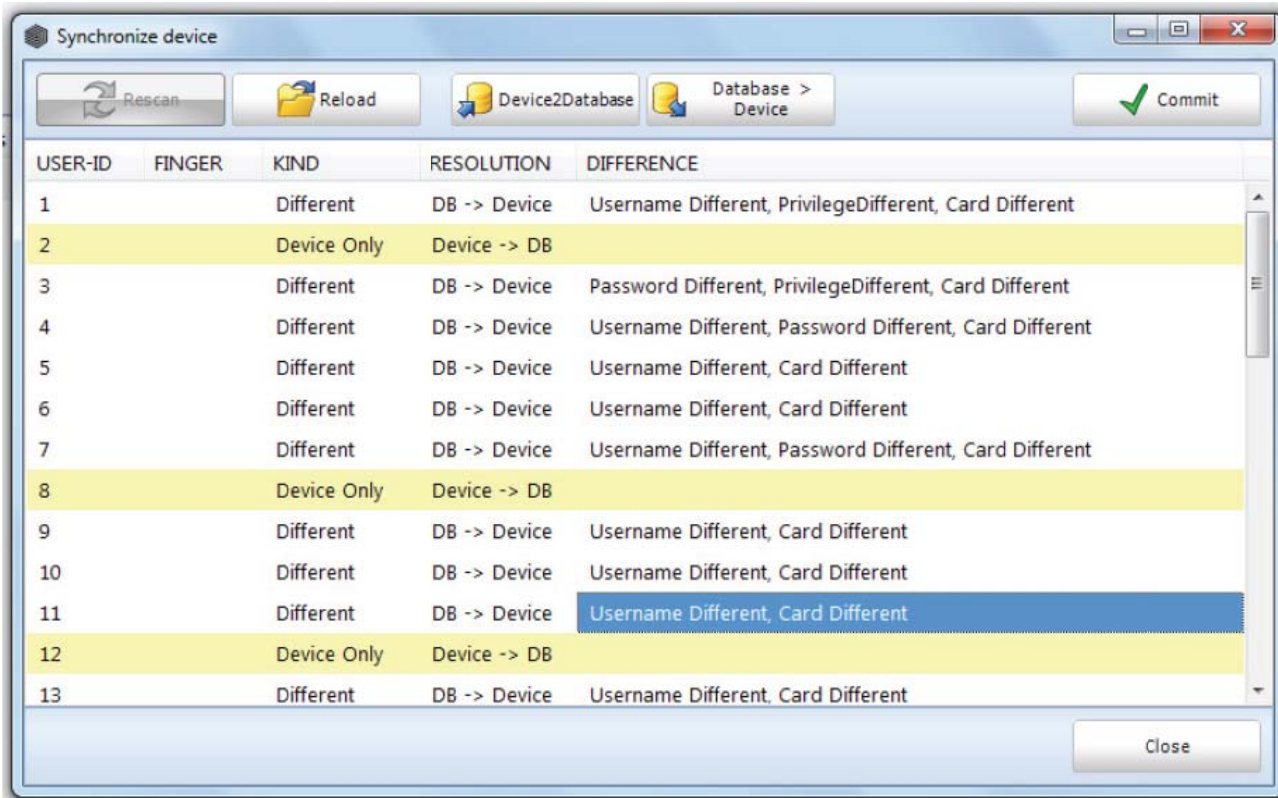 Synchronize device
Rescan Reload Device2Database Database > Device Commit
USER-ID FINGER KIND RESOLUTION DIFFERENCE
1 Different DB -> Device Username Different, PrivilegeDifferent, Card Different
2 Device Only Device -> DB
3 Different DB -> Device Password Different, PrivilegeDifferent, Card Different
4 Different DB -> Device Username Different, Password Different, Card Different
5 Different DB -> Device Username Different, Card Different
6 Different DB -> Device Username Different, Card Different
7 Different DB -> Device Username Different, Password Different, Card Different
8 Device Only Device -> DB
9 Different DB -> Device Username Different, Card Different
10 Different DB -> Device Username Different, Card Different
11 Different DB -> Device Username Different, Card Different
12 Device Only Device -> DB
13 Different DB -> Device Username Different, Card Different
Close